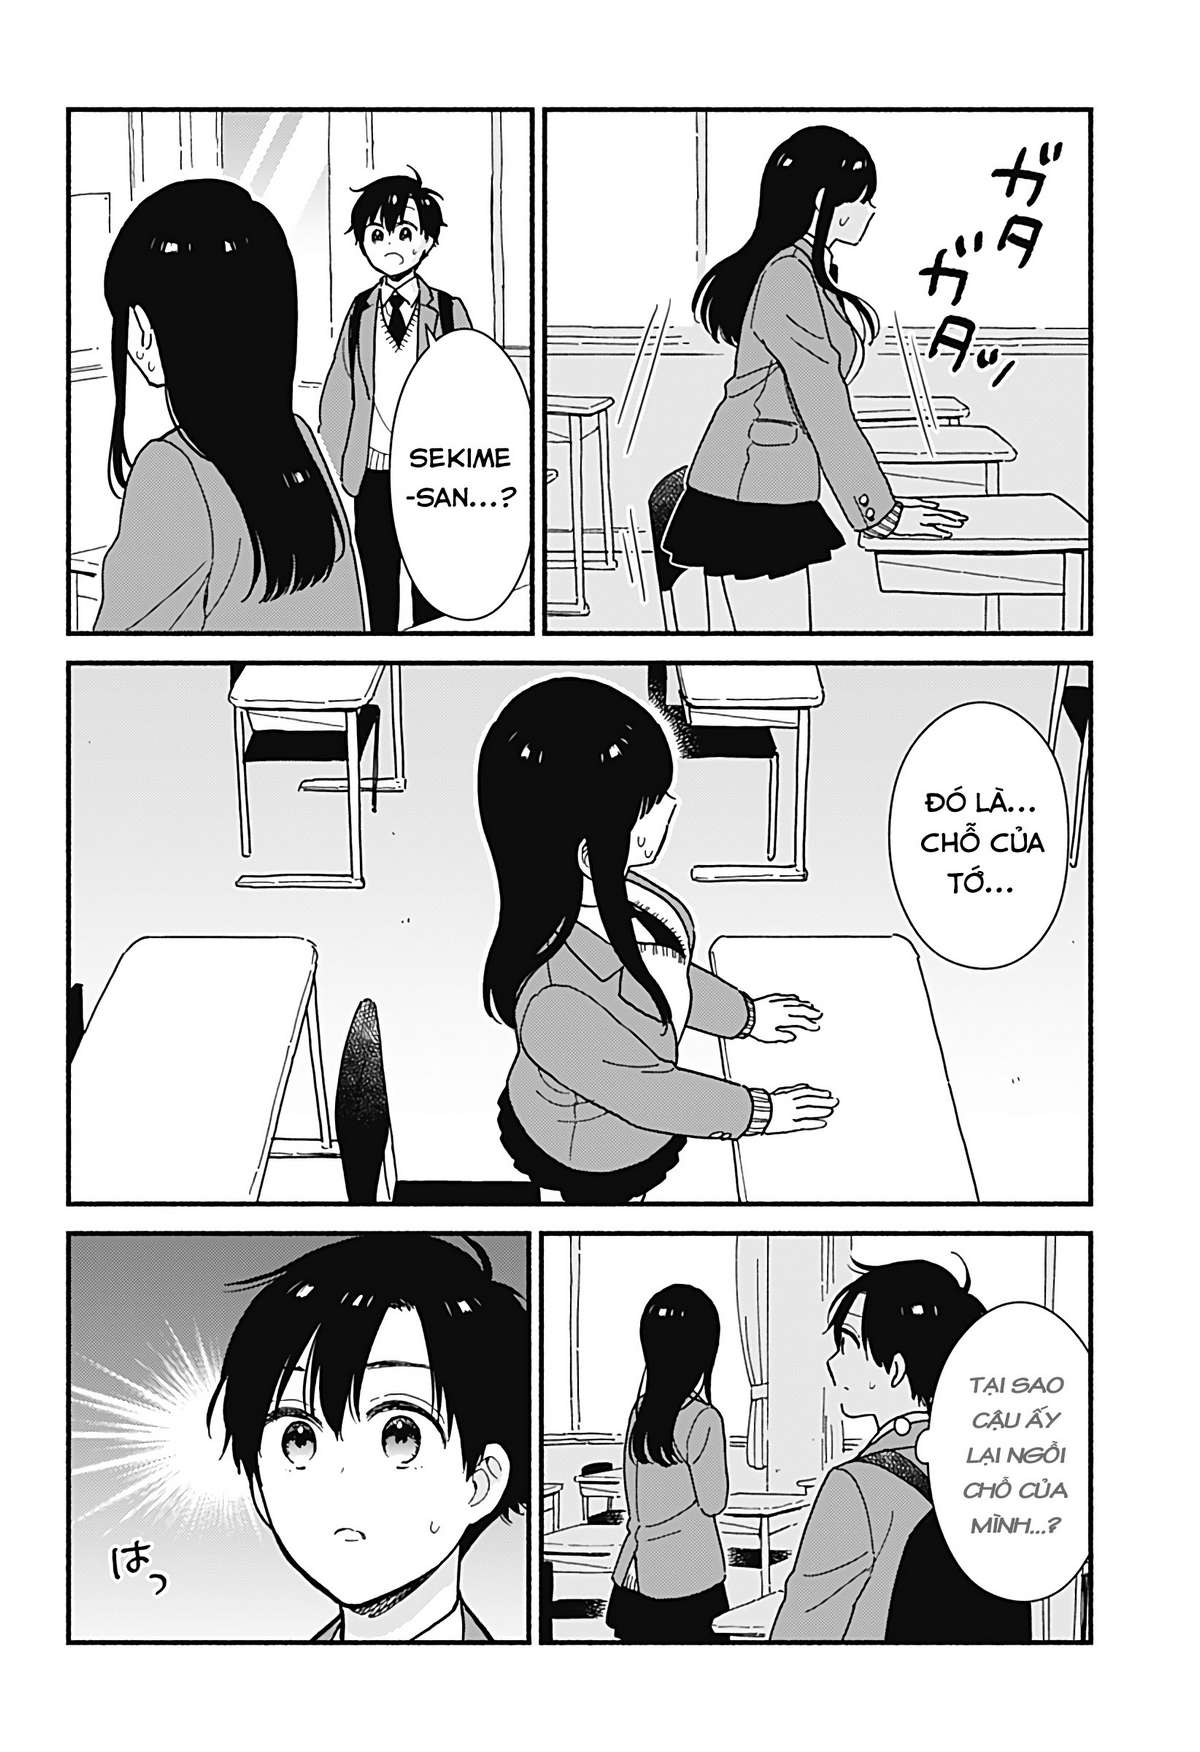 ガタ
ガタッ
SEKIME
-SAN...?
ĐÓ LÀ...
CHỖ CỦA
TỚ...
TẠI SAO
CẬU ẤY
LẠI NGỒI
CHỖ CỦA
MÌNH...?
はっ